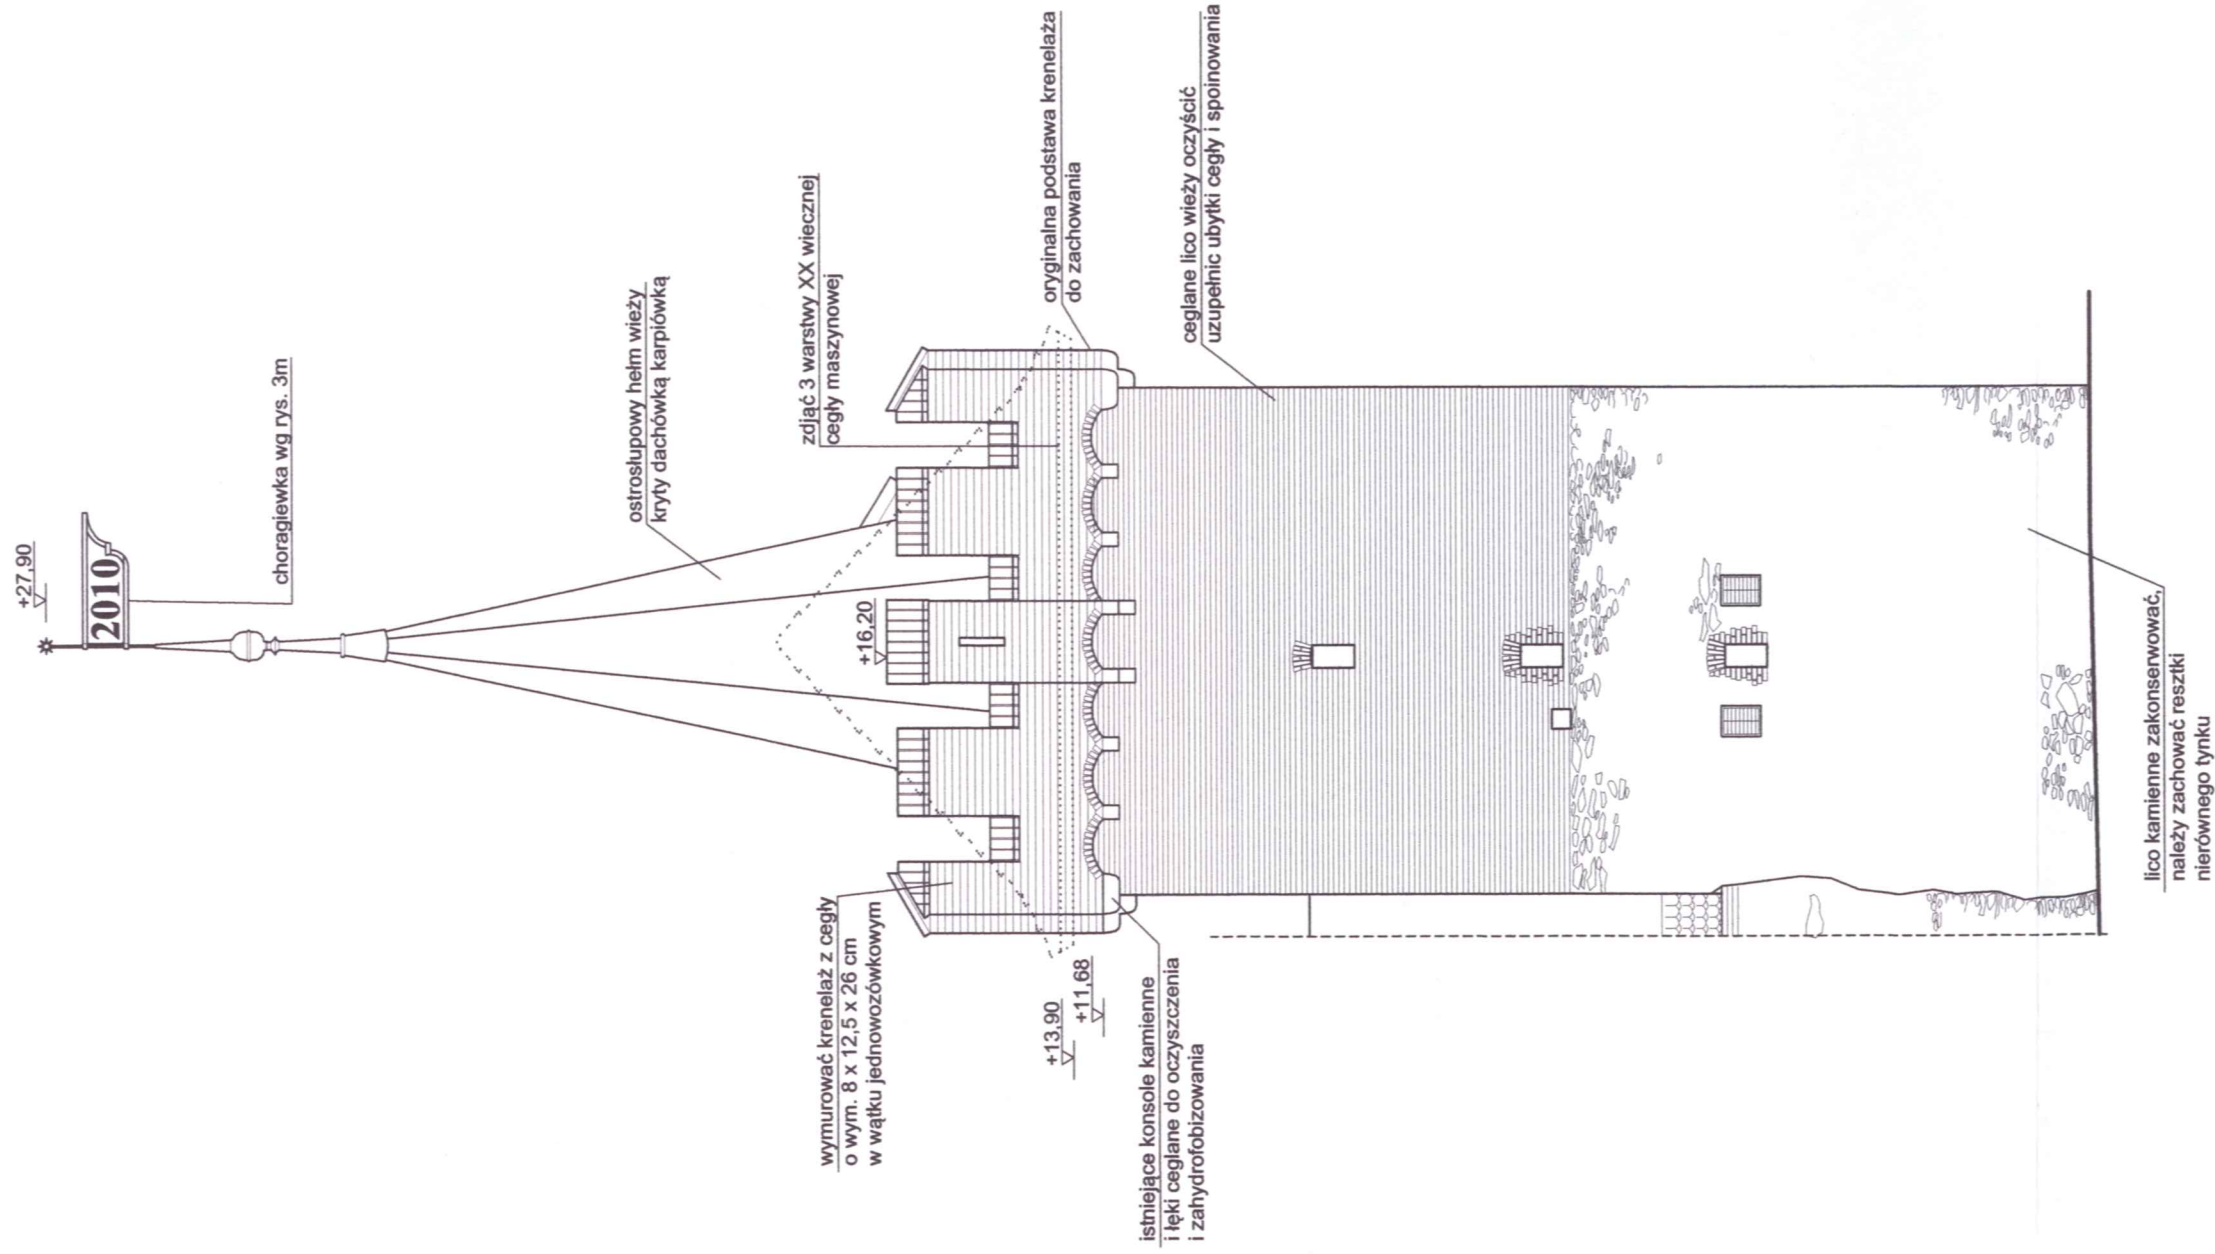 +27,90
2010
chorągiewka wg rys. 3m
ostrosłupowy hełm wieży
kryty dachówką karpiówką
zdjąć 3 warstwy XX wiecznej
cegły maszynowej
+16,20
wymurować krenelaż z cegły
o wym. 8 x 12,5 x 26 cm
w wątku jednowozówkowym
oryginalna podstawa krenelaża
do zachowania
+13,90
+11,68
istniejące konsole kamienne
i łęki ceglane do oczyszczenia
i zahydrofobizowania
ceglane lico wieży oczyścić
uzupełnic ubytki cegły i spoinowania
lico kamienne zakonserwować,
należy zachować resztki
nierównego tynku